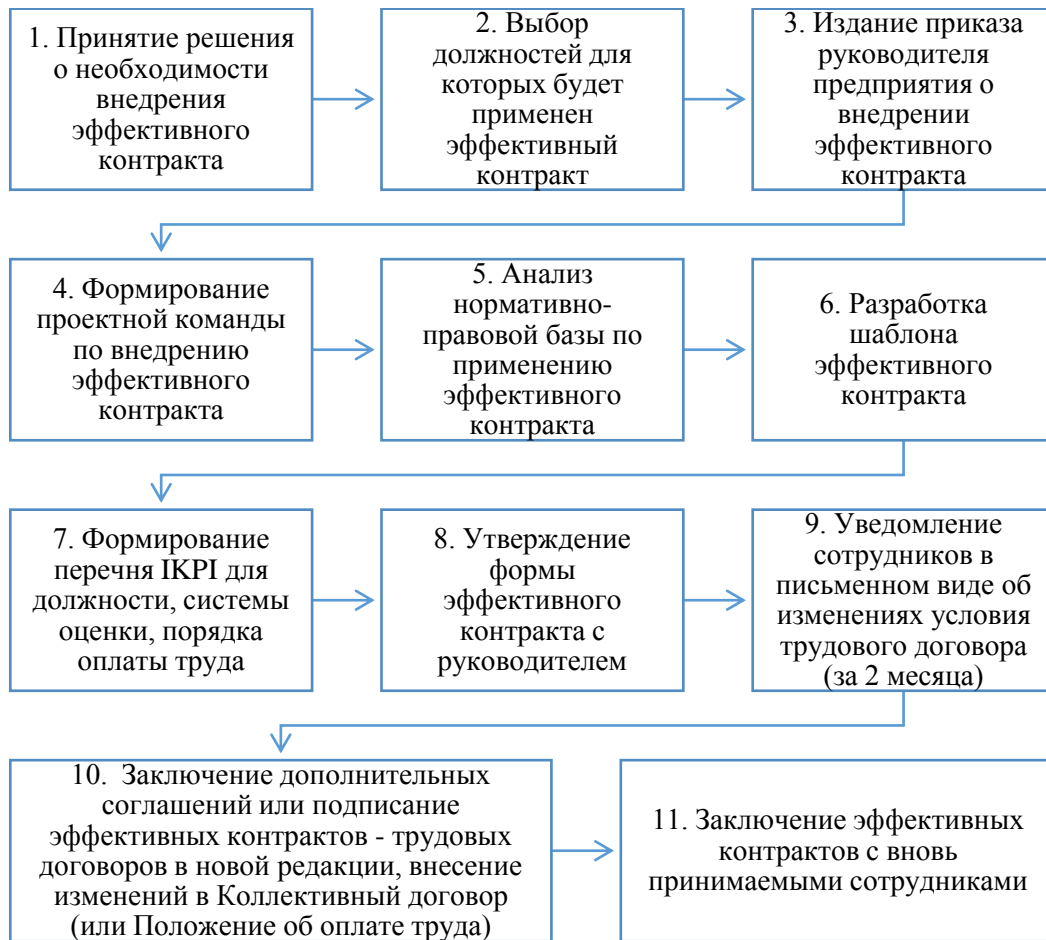 1. Принятие решения
о необходимости
внедрения
эффективного
контракта
2. Выбор
должностей для
которых будет
применен
эффективный
контракт
3. Издание приказа
руководителя
предприятия о
внедрении
эффективного
контракта
4. Формирование
проектной команды
по внедрению
эффективного
контракта
5. Анализ
нормативно-
правовой базы по
применению
эффективного
контракта
6. Разработка
шаблона
эффективного
контракта
7. Формирование
перечня IKPI для
должности, системы
оценки, порядка
оплаты труда
8. Утверждение
формы
эффективного
контракта с
руководителем
9. Уведомление
сотрудников в
письменном виде об
изменениях условия
трудового договора
(за 2 месяца)
10. Заключение дополнительных
соглашений или подписание
эффективных контрактов - трудовых
договоров в новой редакции, внесение
изменений в Коллективный договор
(или Положение об оплате труда)
11. Заключение эффективных
контрактов с вновь
принимаемыми сотрудниками